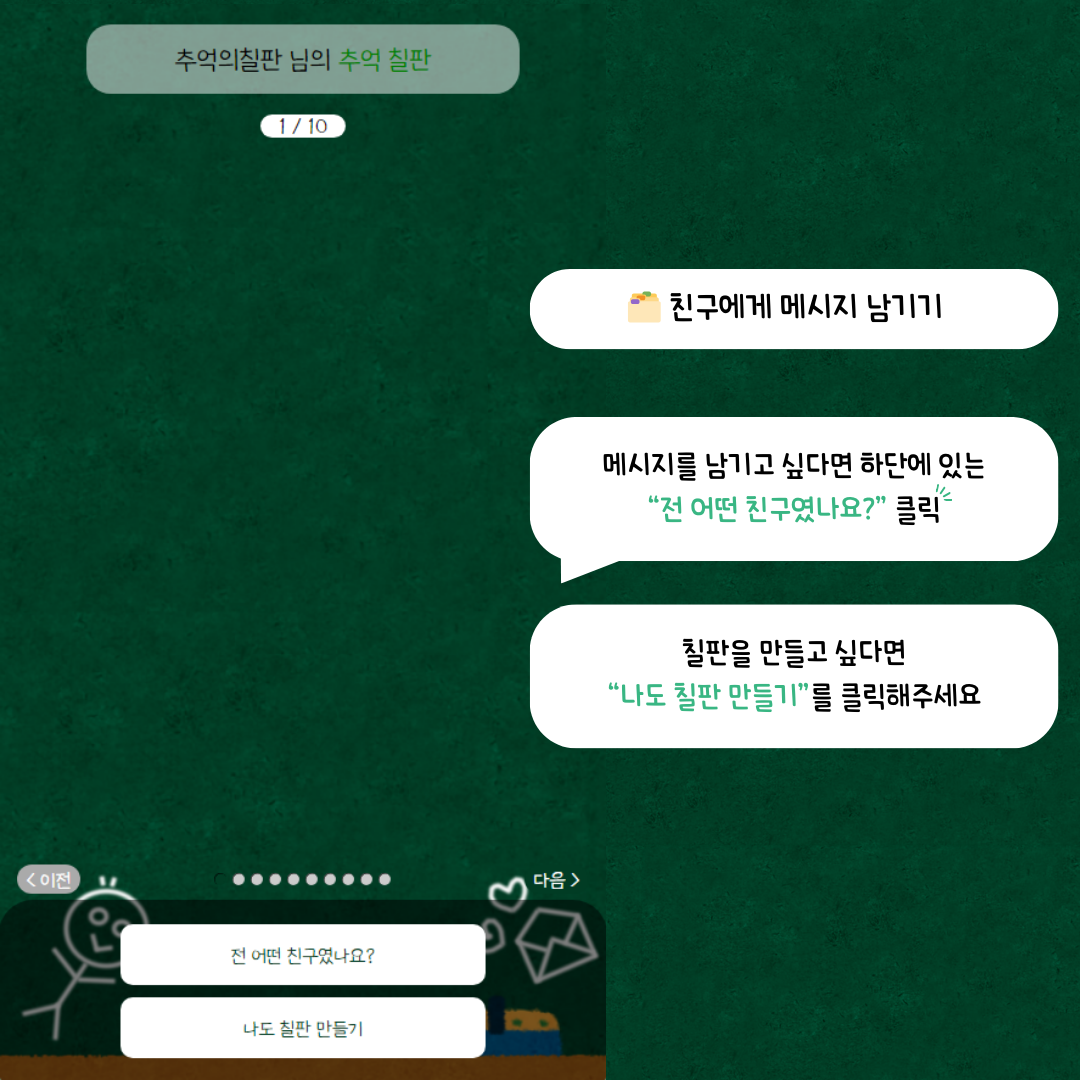 추억의칠판 님의 추억 칠판
1 / 10
친구에게 메시지 남기기
메시지를 남기고 싶다면 하단에 있는
“전 어떤 친구였나요?” 클릭
칠판을 만들고 싶다면
“나도 칠판 만들기”를 클릭해주세요
< 이전
다음 >
전 어떤 친구였나요?
나도 칠판 만들기